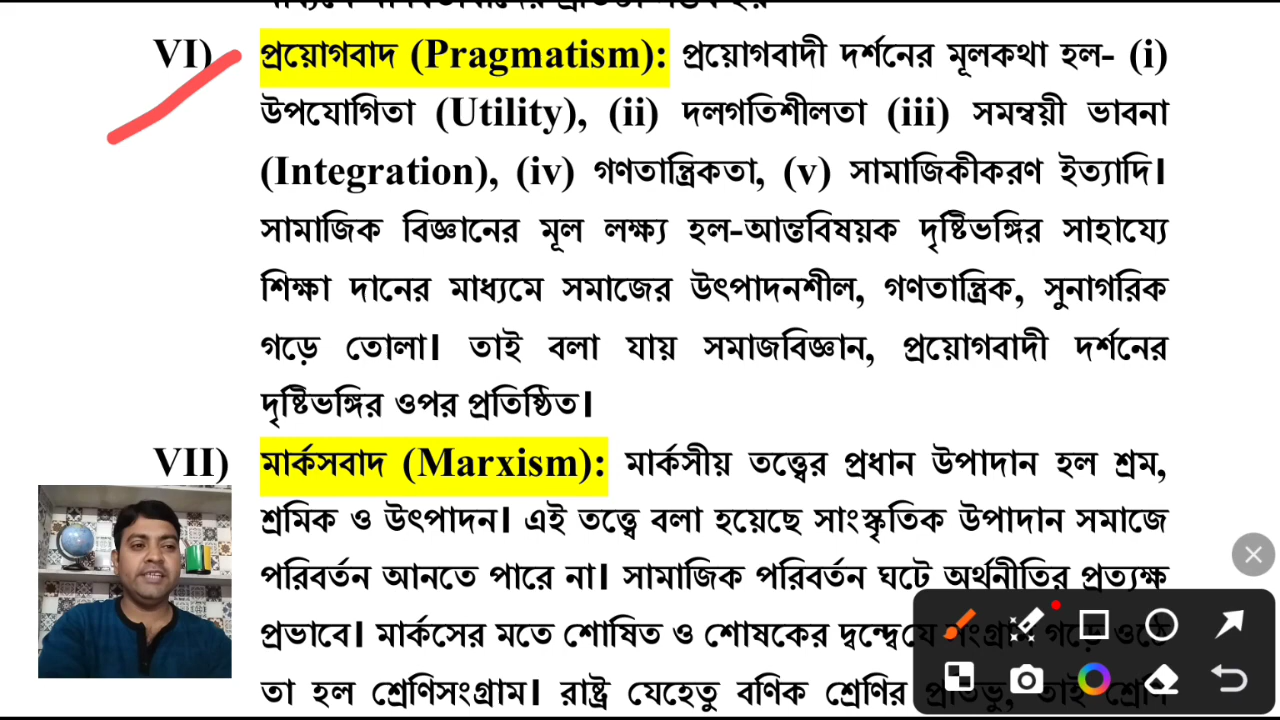 VI) প্রয়োগবাদ (Pragmatism): প্রয়োগবাদী দর্শনের মূলকথা হল- (i)
উপযোগিতা (Utility), (ii) দলগতিশীলতা (iii) সমন্বয়ী ভাবনা
(Integration), (iv) গণতান্ত্রিকতা, (v) সামাজিকীকরণ ইত্যাদি।
সামাজিক বিজ্ঞানের মূল লক্ষ্য হল-আন্তবিষয়ক দৃষ্টিভঙ্গির সাহায্যে
শিক্ষা দানের মাধ্যমে সমাজের উৎপাদনশীল, গণতান্ত্রিক, সুনাগরিক
গড়ে তোলা। তাই বলা যায় সমাজবিজ্ঞান, প্রয়োগবাদী দর্শনের
দৃষ্টিভঙ্গির ওপর প্রতিষ্ঠিত।
VII) মার্কসবাদ (Marxism): মার্কসীয় তত্ত্বের প্রধান উপাদান হল শ্রম,
শ্রমিক ও উৎপাদন। এই তত্ত্বে বলা হয়েছে সাংস্কৃতিক উপাদান সমাজে
পরিবর্তন আনতে পারে না। সামাজিক পরিবর্তন ঘটে অর্থনীতির প্রত্যক্ষ
প্রভাবে। মার্কসের মতে শোষিত ও শোষকের দ্বন্দ্বেযে সংগ্রাম গড়ে ওঠে
তা হল শ্রেণিসংগ্রাম। রাষ্ট্র যেহেতু বণিক শ্রেণির তাই শ্রেণি